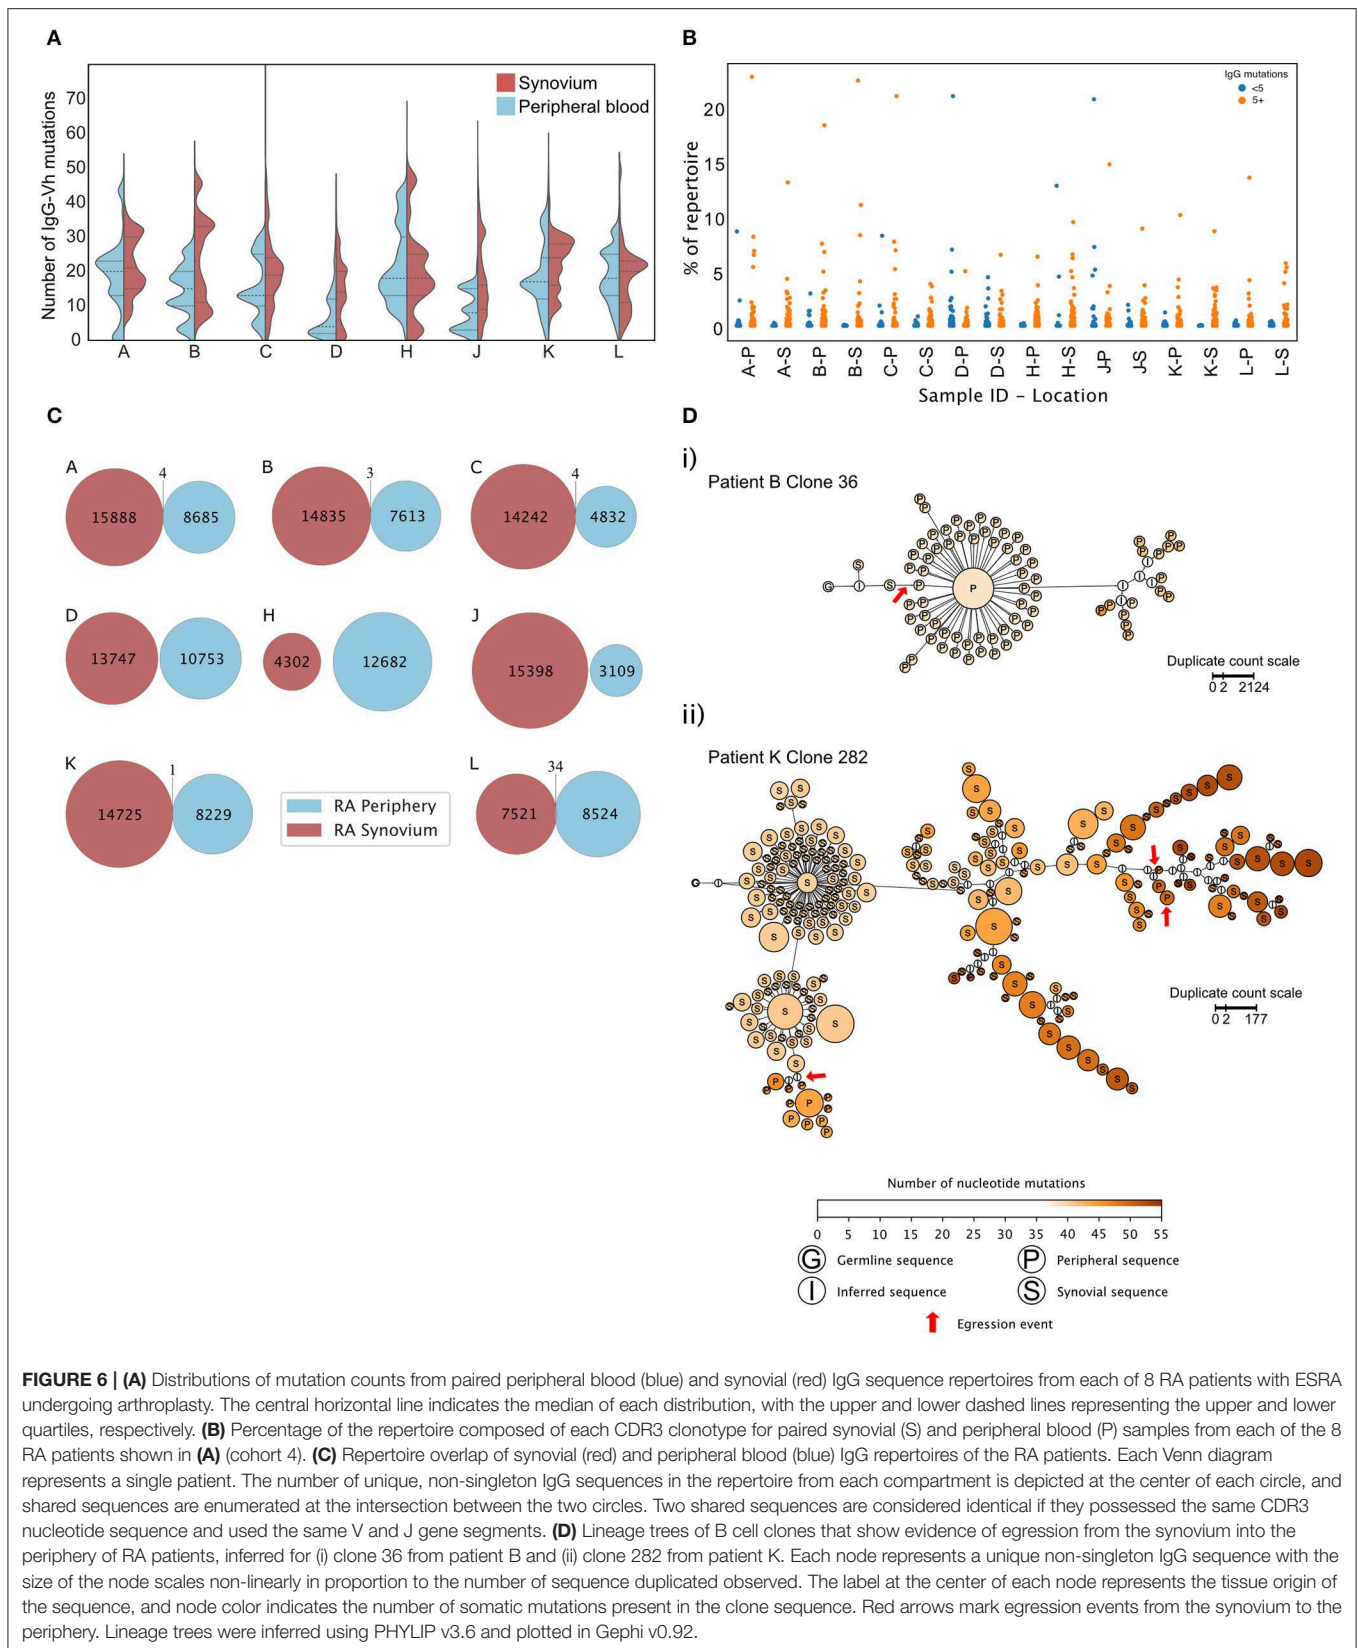 A
Number of IgG-Vh mutations
70
60
50
40
30
20
10
0
Synovium
Peripheral blood
A B C D H J K L
B
% of repertoire
20
15
10
5
0
IgG mutations
<5
5+
A-P A-S B-P B-S C-P C-S D-P D-S H-P H-S J-P J-S K-P K-S L-P L-S
Sample ID – Location
C
A 4 15888 8685
B 3 14835 7613
C 4 14242 4832
D 13747 10753
H 4302 12682
J 15398 3109
K 1 14725 8229
RA Periphery
RA Synovium
L 34 7521 8524
D
i)
Patient B Clone 36
Duplicate count scale
0 2 2124
ii)
Patient K Clone 282
Duplicate count scale
0 2 177
Number of nucleotide mutations
0 5 10 15 20 25 30 35 40 45 50 55
G Germline sequence
P Peripheral sequence
I Inferred sequence
S Synovial sequence
Egression event
FIGURE 6 | (A) Distributions of mutation counts from paired peripheral blood (blue) and synovial (red) IgG sequence repertoires from each of 8 RA patients with ESRA
undergoing arthroplasty. The central horizontal line indicates the median of each distribution, with the upper and lower dashed lines representing the upper and lower
quartiles, respectively. (B) Percentage of the repertoire composed of each CDR3 clonotype for paired synovial (S) and peripheral blood (P) samples from each of the 8
RA patients shown in (A) (cohort 4). (C) Repertoire overlap of synovial (red) and peripheral blood (blue) IgG repertoires of the RA patients. Each Venn diagram
represents a single patient. The number of unique, non-singleton IgG sequences in the repertoire from each compartment is depicted at the center of each circle, and
shared sequences are enumerated at the intersection between the two circles. Two shared sequences are considered identical if they possessed the same CDR3
nucleotide sequence and used the same V and J gene segments. (D) Lineage trees of B cell clones that show evidence of egression from the synovium into the
periphery of RA patients, inferred for (i) clone 36 from patient B and (ii) clone 282 from patient K. Each node represents a unique non-singleton IgG sequence with the
size of the node scales non-linearly in proportion to the number of sequence duplicated observed. The label at the center of each node represents the tissue origin of
the sequence, and node color indicates the number of somatic mutations present in the clone sequence. Red arrows mark egression events from the synovium to the
periphery. Lineage trees were inferred using PHYLIP v3.6 and plotted in Gephi v0.92.